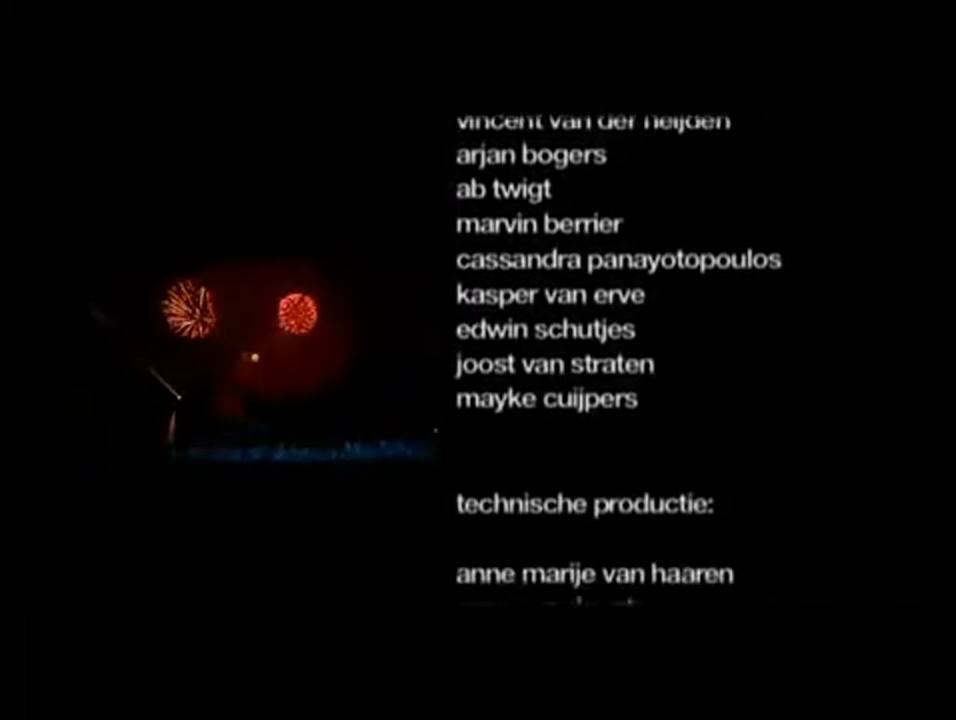 vincent van der heijden
arjan bogers
ab twigt
marvin berrier
cassandra panayotopoulos
kasper van erve
edwin schutjes
joost van straten
mayke cuijpers
technische productie:
anne marije van haaren